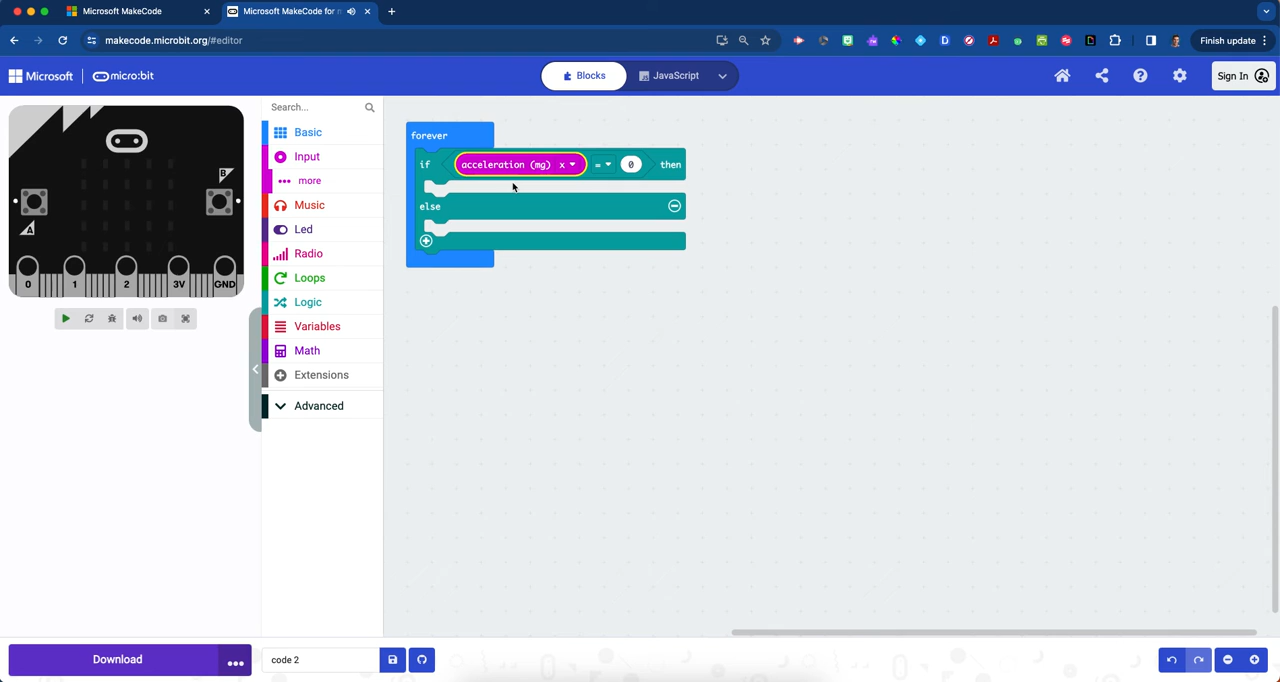 Microsoft MakeCode
Microsoft MakeCode for m
makecode.microbit.org/#editor
Finish update
Microsoft
micro:bit
Blocks
JavaScript
Sign In
Search...
Basic
Input
more
Music
Led
Radio
Loops
Logic
Variables
Math
Extensions
Advanced
A
B
0 1 2 3V GND
forever
if acceleration (mg) x = 0 then
else
Download
code 2